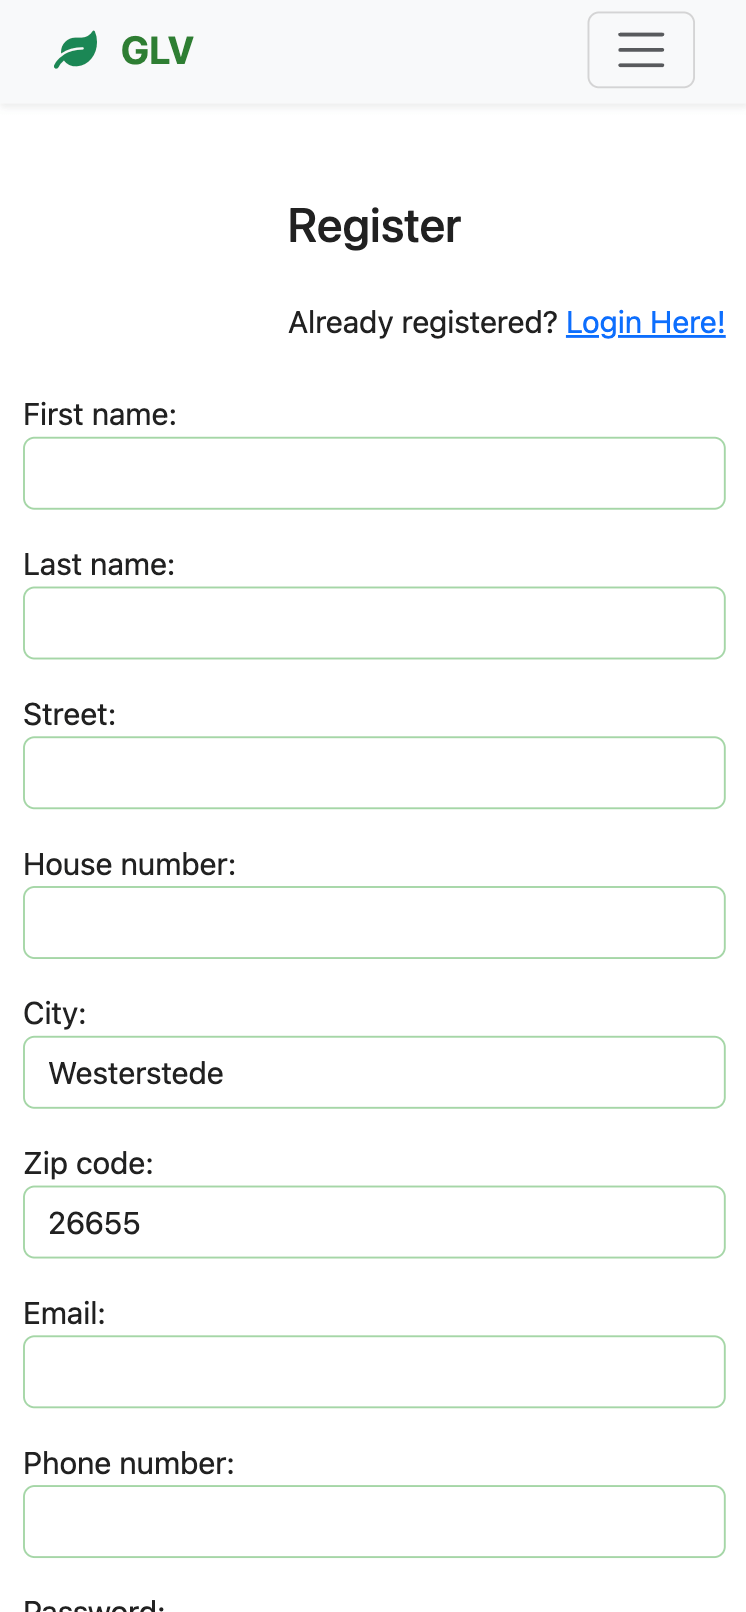 GLV
Register
Already registered? Login Here!
First name:
Last name:
Street:
House number:
City:
Westerstede
Zip code:
26655
Email:
Phone number:
Password: